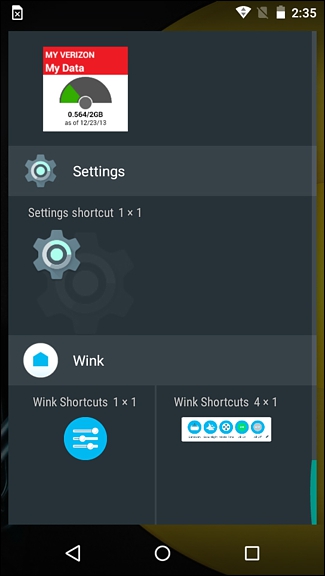 2:35
MY VERIZON
My Data
0.564/2GB
as of 12/23/13
Settings
Settings shortcut 1 × 1
Wink
Wink Shortcuts 1 × 1
Wink Shortcuts 4 × 1